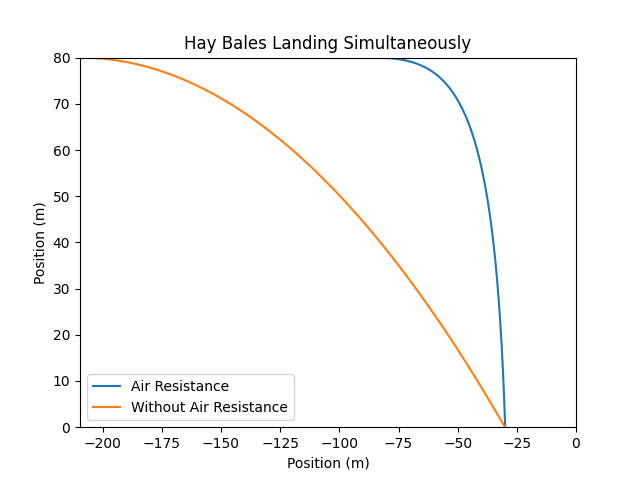 Hay Bales Landing Simultaneously
Position (m)
80
70
60
50
40
30
20
10
0
Air Resistance
Without Air Resistance
−200 −175 −150 −125 −100 −75 −50 −25 0
Position (m)